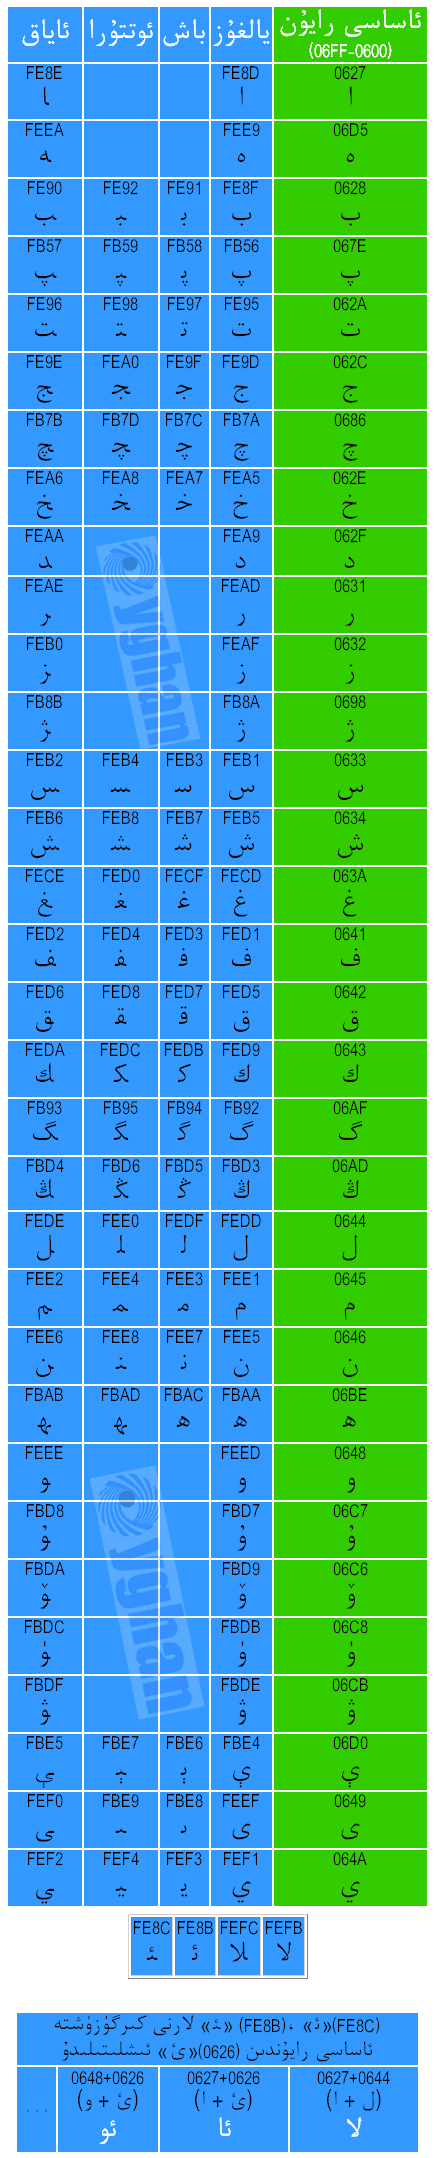 ئاساسى رايۇن (06FF-0600) يالغۇز باش ئوتتۇرا ئاياق
0627 FE8D FE8E
ا ﺍ ﺎ
06D5 FEE9 FEEA
ە ﻩ ﻪ
0628 FE8F FE91 FE92 FE90
ب ﺏ ﺑ ﺒ ﺐ
067E FB56 FB58 FB59 FB57
پ ﭖ ﭘ ﭙ ﭗ
062A FE95 FE97 FE98 FE96
ت ﺕ ﺗ ﺘ ﺖ
062C FE9D FE9F FEA0 FE9E
ج ﺝ ﺟ ﺠ ﺞ
0686 FB7A FB7C FB7D FB7B
چ ﭺ ﭼ ﭽ ﭻ
062E FEA5 FEA7 FEA8 FEA6
خ ﺥ ﺧ ﺨ ﺦ
062F FEA9 FEAA
د ﺩ ﺪ
0631 FEAD FEAE
ر ﺭ ﺮ
0632 FEAF FEB0
ز ﺯ ﺰ
0698 FB8A FB8B
ژ ﮊ ﮋ
0633 FEB1 FEB3 FEB4 FEB2
س ﺱ ﺳ ﺴ ﺲ
0634 FEB5 FEB7 FEB8 FEB6
ش ﺵ ﺷ ﺸ ﺶ
063A FECD FECF FED0 FECE
غ ﻍ ﻏ ﻐ ﻎ
0641 FED1 FED3 FED4 FED2
ف ﻑ ﻓ ﻔ ﻒ
0642 FED5 FED7 FED8 FED6
ق ﻕ ﻗ ﻘ ﻖ
0643 FED9 FEDB FEDC FEDA
ك ﻙ ﻛ ﻜ ﻚ
06AF FB92 FB94 FB95 FB93
گ ﮒ ﮔ ﮕ ﮓ
06AD FBD3 FBD5 FBD6 FBD4
ڭ ﯓ ﯕ ﯖ ﯔ
0644 FEDD FEDF FEE0 FEDE
ل ﻝ ﻟ ﻠ ﻞ
0645 FEE1 FEE3 FEE4 FEE2
م ﻡ ﻣ ﻤ ﻢ
0646 FEE5 FEE7 FEE8 FEE6
ن ﻥ ﻧ ﻨ ﻦ
06BE FBAA FBAC FBAD FBAB
ھ ﮪ ﮬ ﮭ ﮫ
0648 FEED FEEE
و ﻭ ﻮ
06C7 FBD7 FBD8
ۇ ﯗ ﯘ
06C6 FBD9 FBDA
ۆ ﯙ ﯚ
06C8 FBDB FBDC
ۈ ﯛ ﯜ
06CB FBDE FBDF
ۋ ﯞ ﯟ
06D0 FBE4 FBE6 FBE7 FBE5
ې ﯤ ﯦ ﯧ ﯥ
0649 FEEF FBE8 FBE9 FEF0
ى ﻯ ﯨ ﯩ ﻰ
064A FEF1 FEF3 FEF4 FEF2
ي ﻱ ﻳ ﻴ ﻲ
Oyghan
Oyghan
FEFB FEFC FE8B FE8C
ﻻ ﻼ ﺋ ﺌ
(FE8C)«ﺋ» ، (FE8B) «ﺌ» لارنى كىرگۈزۈشتە
ئاساسى رايۇندىن (0626)«ئ» ئىشلىتىلىدۇ
0627+0644 0627+0626 0648+0626
(ل + ا) (ئ + ا) (ئ + و) ...
لا ئا ئو